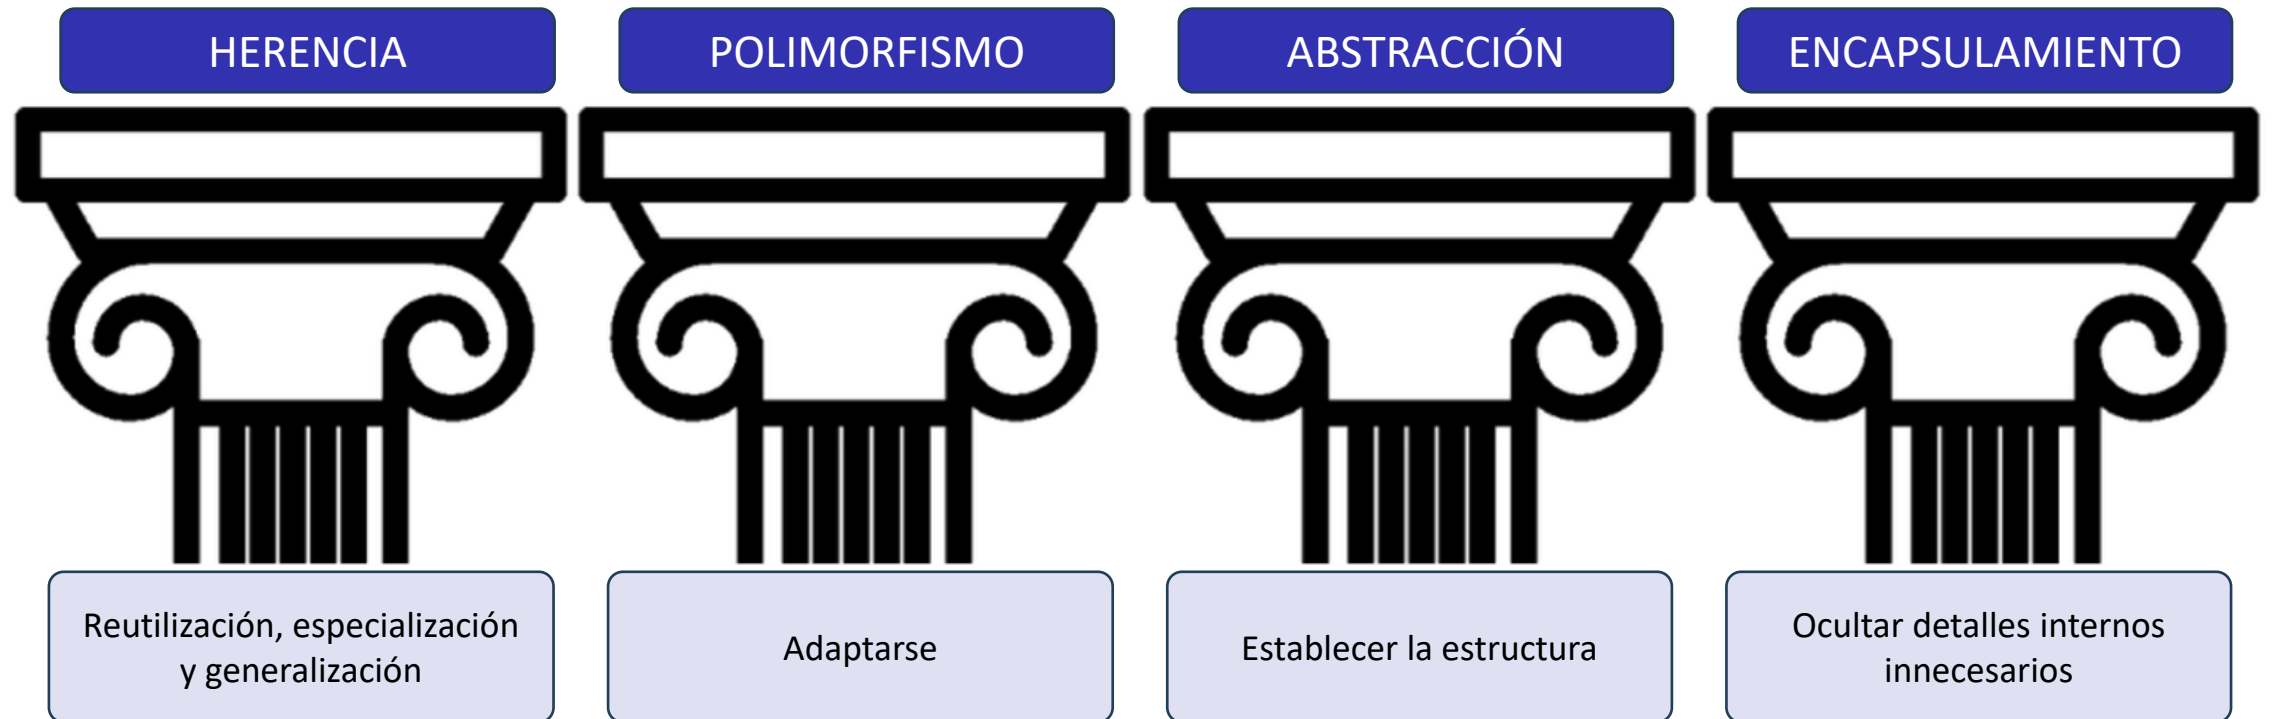 HERENCIA
POLIMORFISMO
ABSTRACCIÓN
ENCAPSULAMIENTO
Reutilización, especialización
y generalización
Adaptarse
Establecer la estructura
Ocultar detalles internos
innecesarios